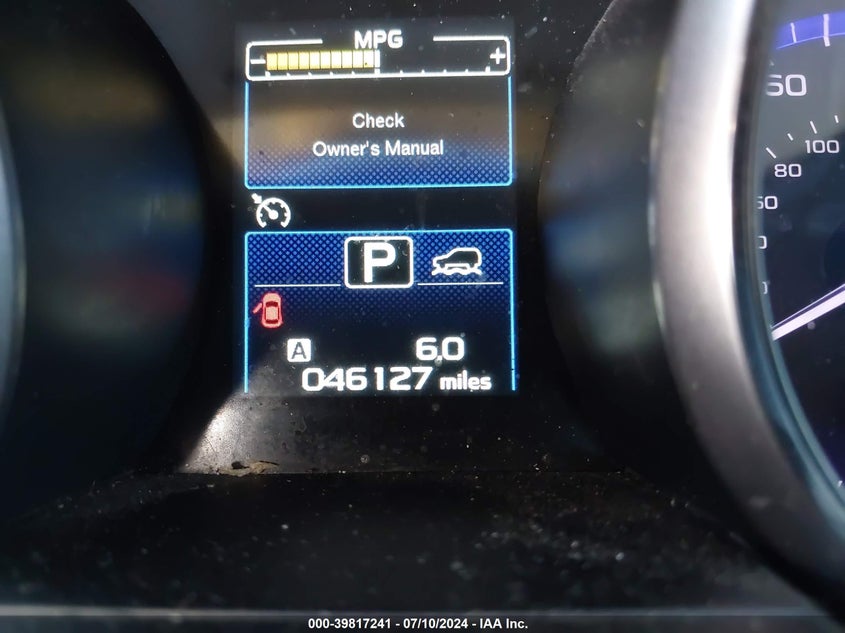 MPG
- +
Check
Owner's Manual
P
A 6.0
046127 miles
60
100
80
000-39817241 - 07/10/2024 - IAA Inc.